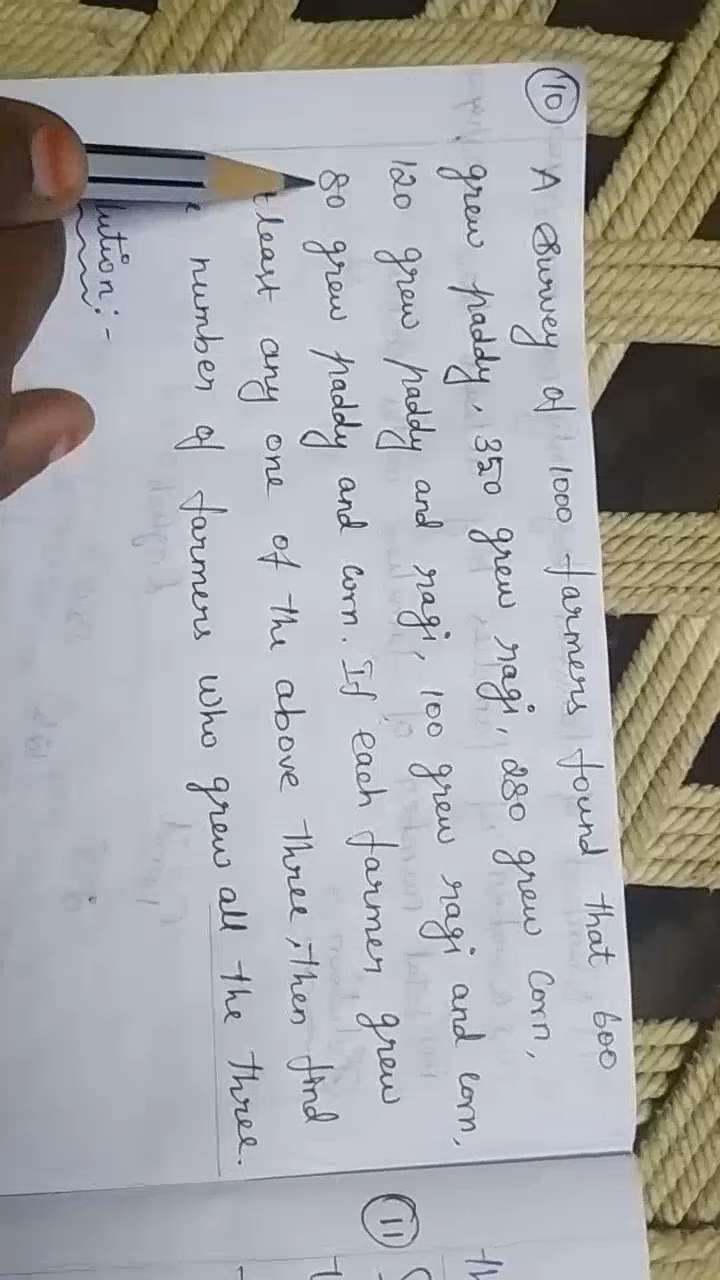 10 A Survey of 1000 farmers found that 600
grew paddy, 350 grew ragi, 280 grew corn,
120 grew paddy and ragi, 100 grew ragi and corn,
80 grew paddy and corn. If each farmer grew
tleast any one of the above three, then find
e number of farmers who grew all the three.
lution:-
11